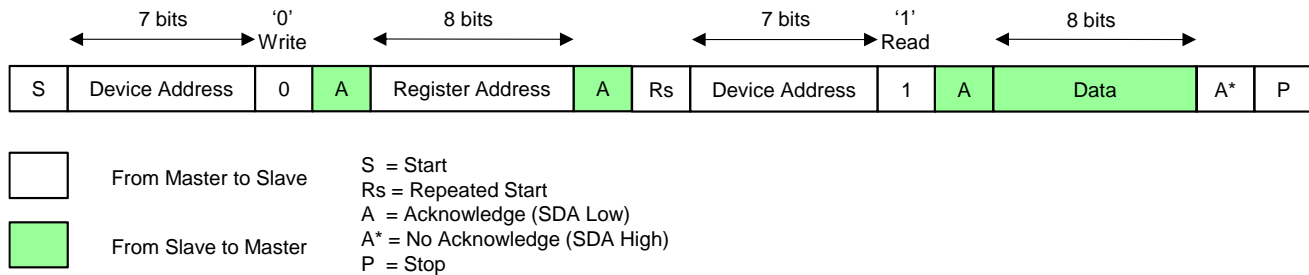 7 bits ‘0’ 8 bits 7 bits ‘1’ 8 bits
Write Read
S Device Address 0 A Register Address A Rs Device Address 1 A Data A* P
From Master to Slave
From Slave to Master
S = Start
Rs = Repeated Start
A = Acknowledge (SDA Low)
A* = No Acknowledge (SDA High)
P = Stop